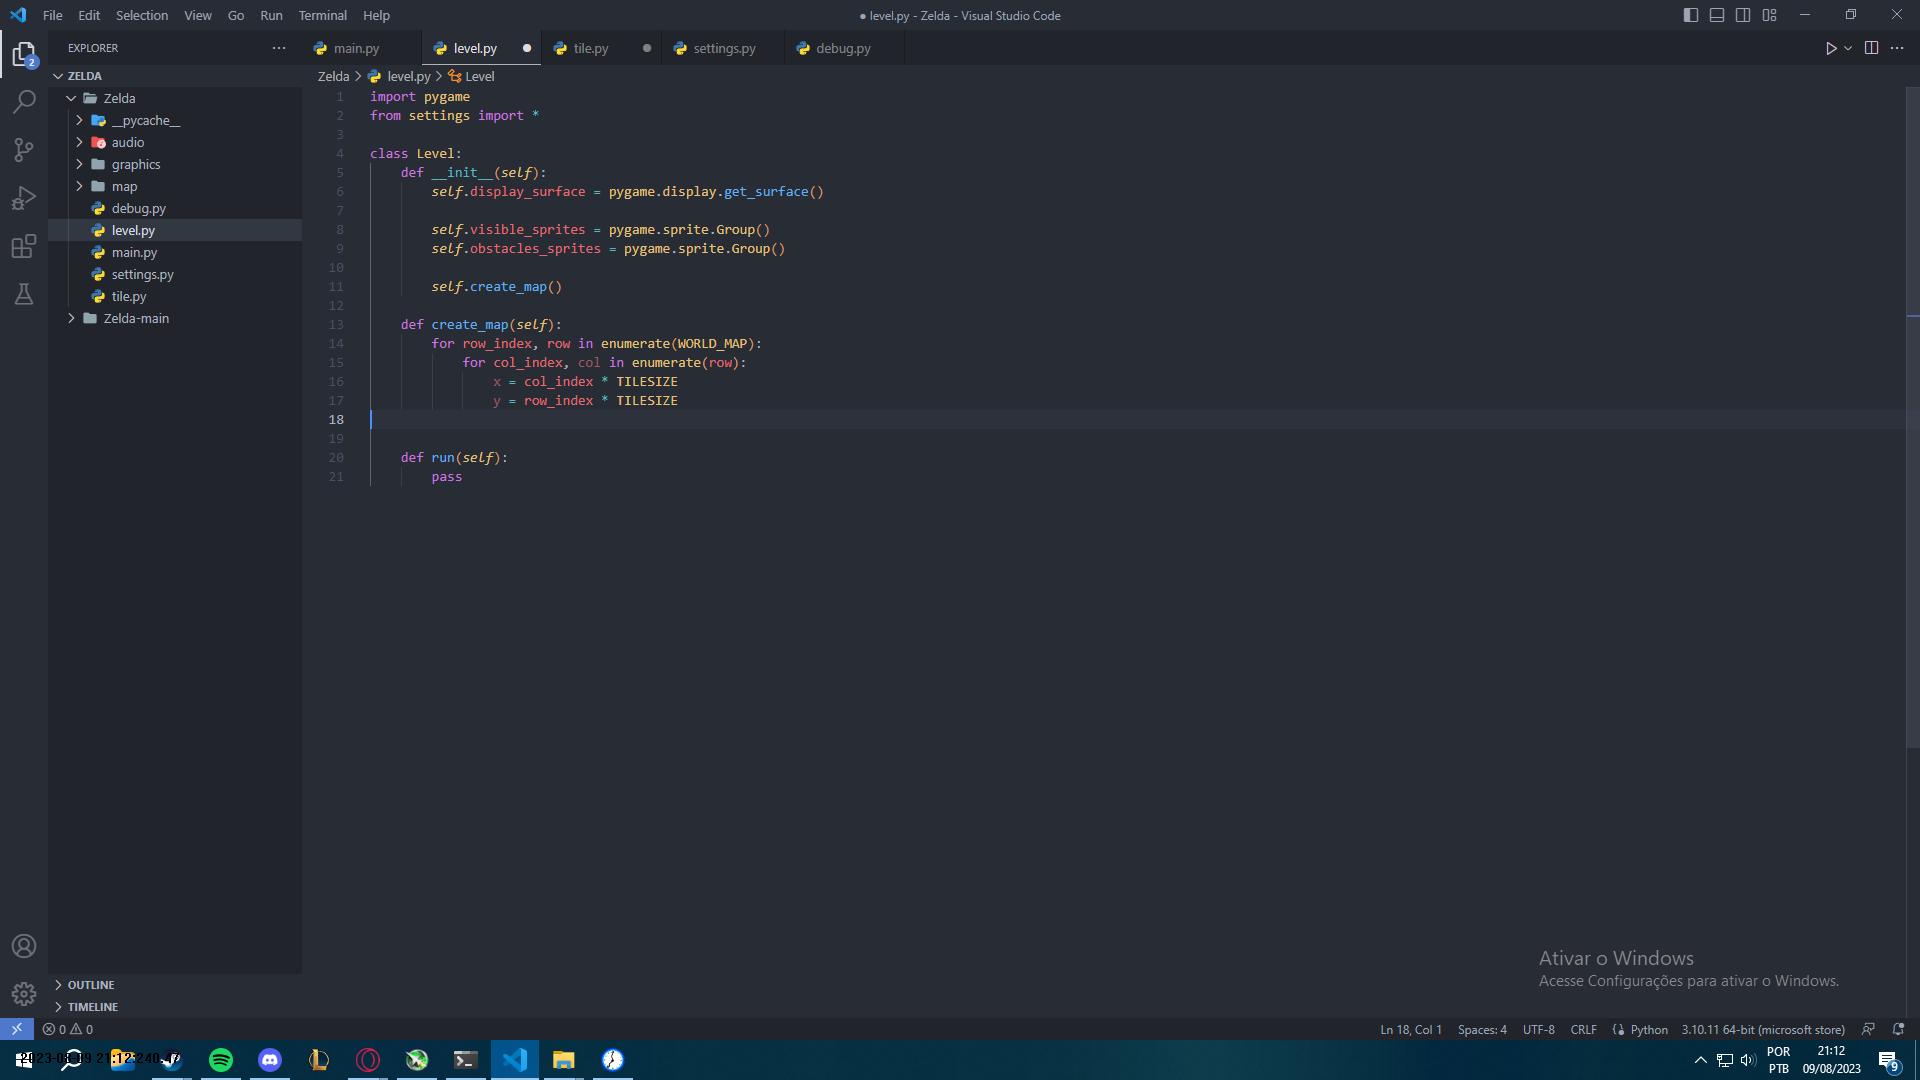 File Edit Selection View Go Run Terminal Help
● level.py - Zelda - Visual Studio Code
EXPLORER
main.py
level.py
tile.py
settings.py
debug.py
2
ZELDA
Zelda
__pycache__
audio
graphics
map
debug.py
level.py
main.py
settings.py
tile.py
Zelda-main
Zelda > level.py > Level
1 import pygame
2 from settings import *
3
4 class Level:
5 def __init__(self):
6 self.display_surface = pygame.display.get_surface()
7
8 self.visible_sprites = pygame.sprite.Group()
9 self.obstacles_sprites = pygame.sprite.Group()
10
11 self.create_map()
12
13 def create_map(self):
14 for row_index, row in enumerate(WORLD_MAP):
15 for col_index, col in enumerate(row):
16 x = col_index * TILESIZE
17 y = row_index * TILESIZE
18
19
20 def run(self):
21 pass
Ativar o Windows
Acesse Configurações para ativar o Windows.
OUTLINE
TIMELINE
0 0
Ln 18, Col 1 Spaces: 4 UTF-8 CRLF Python 3.10.11 64-bit (microsoft store)
2023-08-09 21:12:240.47
POR
PTB
21:12
09/08/2023
9